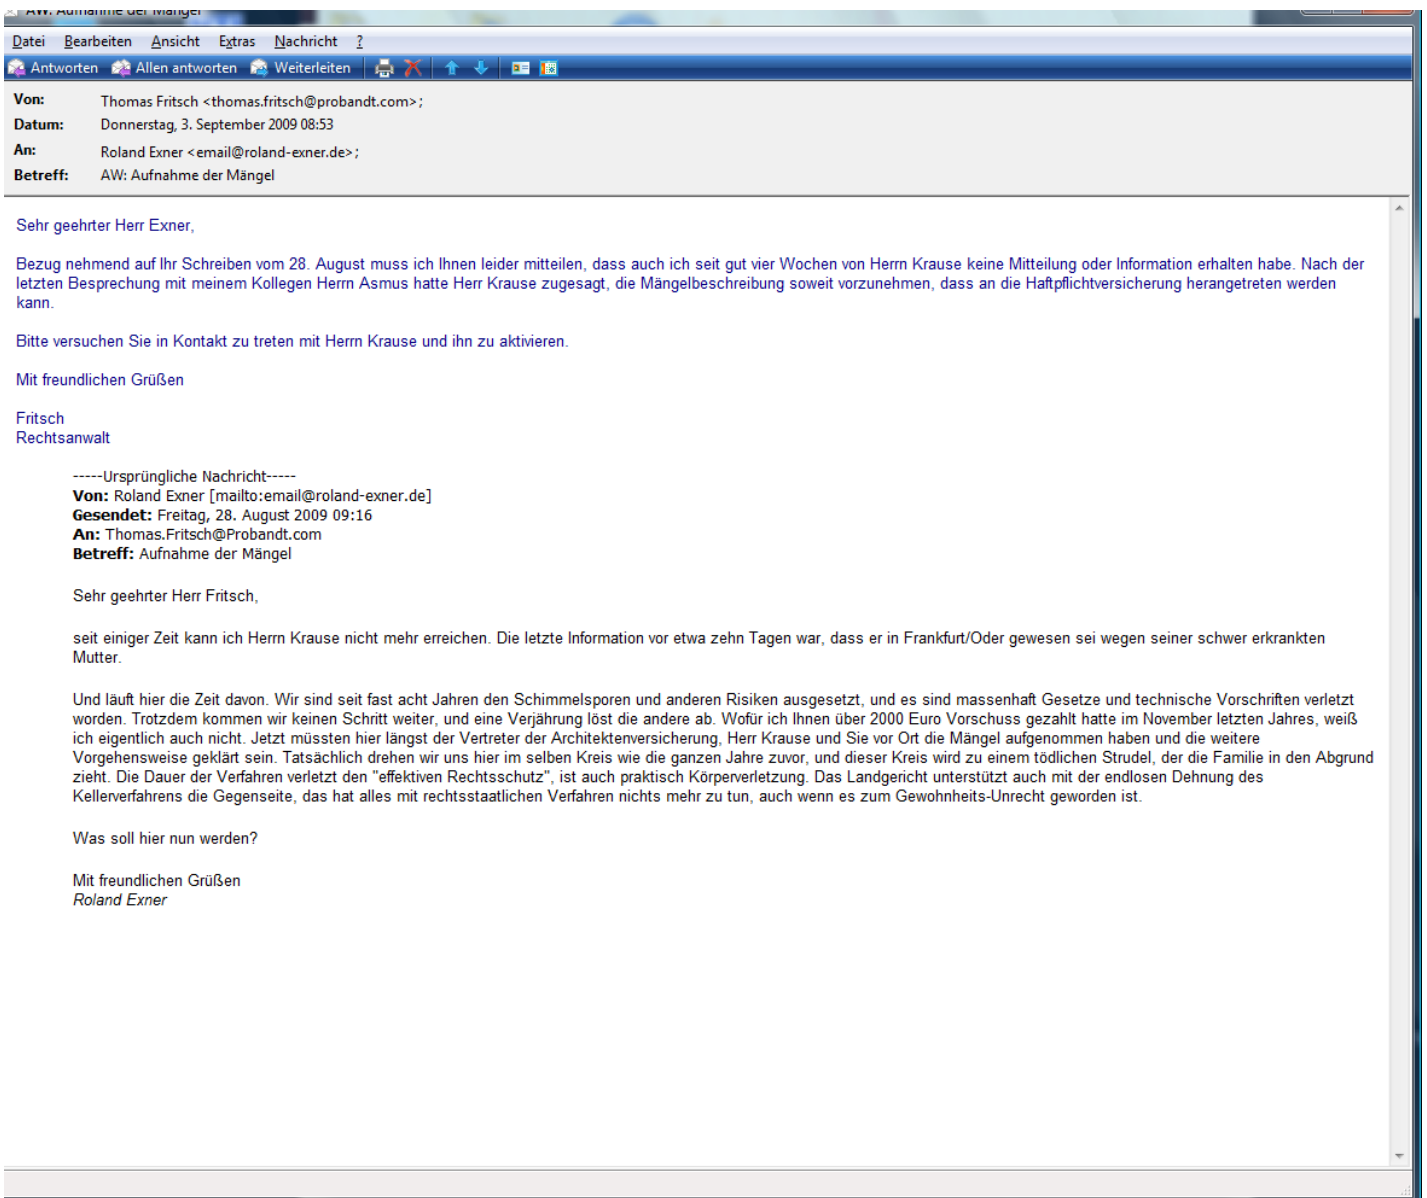 AW: Aufnahme der Mängel
Datei Bearbeiten Ansicht Extras Nachricht ?
Antworten Allen antworten Weiterleiten
Von: Thomas Fritsch <thomas.fritsch@probandt.com>;
Datum: Donnerstag, 3. September 2009 08:53
An: Roland Exner <email@roland-exner.de>;
Betreff: AW: Aufnahme der Mängel
Sehr geehrter Herr Exner,
Bezug nehmend auf Ihr Schreiben vom 28. August muss ich Ihnen leider mitteilen, dass auch ich seit gut vier Wochen von Herrn Krause keine Mitteilung oder Information erhalten habe. Nach der
letzten Besprechung mit meinem Kollegen Herrn Asmus hatte Herr Krause zugesagt, die Mängelbeschreibung soweit vorzunehmen, dass an die Haftpflichtversicherung herangetreten werden
kann.
Bitte versuchen Sie in Kontakt zu treten mit Herrn Krause und ihn zu aktivieren.
Mit freundlichen Grüßen
Fritsch
Rechtsanwalt
-----Ursprüngliche Nachricht-----
Von: Roland Exner [mailto:email@roland-exner.de]
Gesendet: Freitag, 28. August 2009 09:16
An: Thomas.Fritsch@Probandt.com
Betreff: Aufnahme der Mängel
Sehr geehrter Herr Fritsch,
seit einiger Zeit kann ich Herrn Krause nicht mehr erreichen. Die letzte Information vor etwa zehn Tagen war, dass er in Frankfurt/Oder gewesen sei wegen seiner schwer erkrankten
Mutter.
Und läuft hier die Zeit davon. Wir sind seit fast acht Jahren den Schimmelsporen und anderen Risiken ausgesetzt, und es sind massenhaft Gesetze und technische Vorschriften verletzt
worden. Trotzdem kommen wir keinen Schritt weiter, und eine Verjährung löst die andere ab. Wofür ich Ihnen über 2000 Euro Vorschuss gezahlt hatte im November letzten Jahres, weiß
ich eigentlich auch nicht. Jetzt müssten hier längst der Vertreter der Architektenversicherung, Herr Krause und Sie vor Ort die Mängel aufgenommen haben und die weitere
Vorgehensweise geklärt sein. Tatsächlich drehen wir uns hier im selben Kreis wie die ganzen Jahre zuvor, und dieser Kreis wird zu einem tödlichen Strudel, der die Familie in den Abgrund
zieht. Die Dauer der Verfahren verletzt den "effektiven Rechtsschutz", ist auch praktisch Körperverletzung. Das Landgericht unterstützt auch mit der endlosen Dehnung des
Kellerverfahrens die Gegenseite, das hat alles mit rechtsstaatlichen Verfahren nichts mehr zu tun, auch wenn es zum Gewohnheits-Unrecht geworden ist.
Was soll hier nun werden?
Mit freundlichen Grüßen
Roland Exner